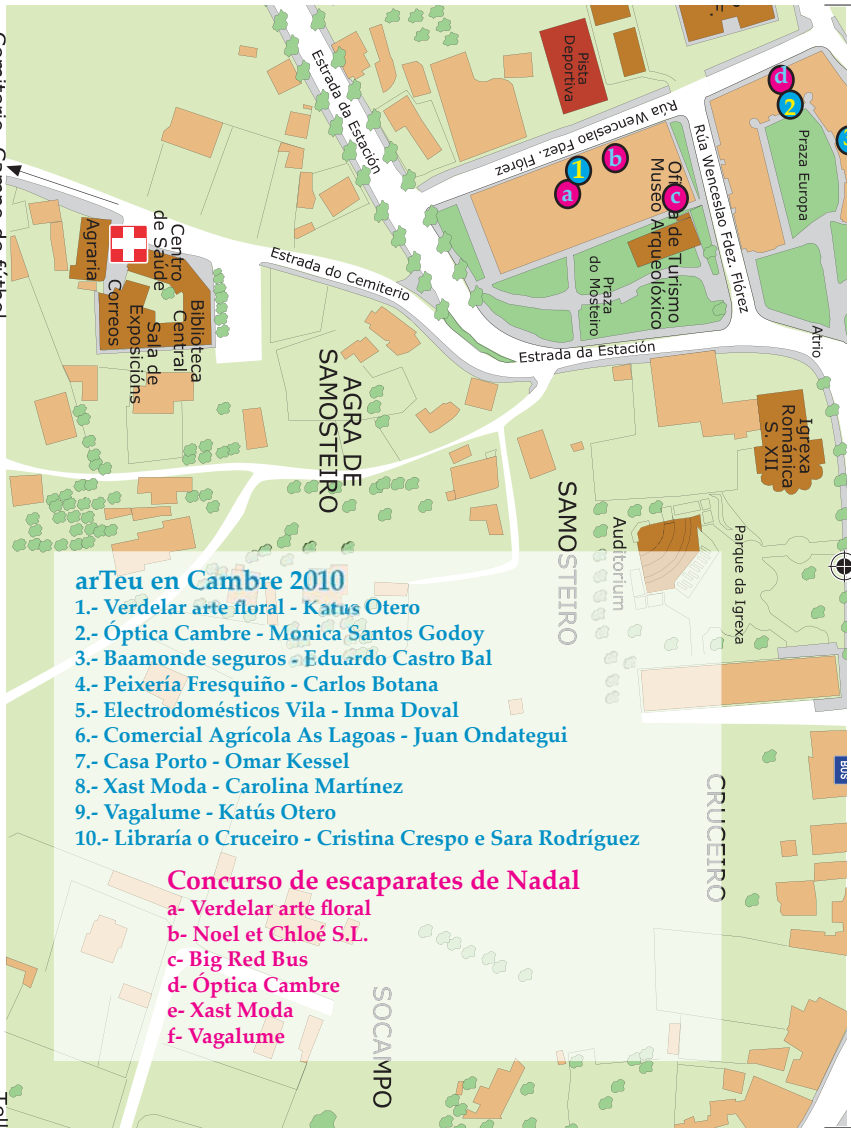 Estrada da Estación
Pista
Deportiva
Rúa Wenceslao Fdez. Flórez
Rúa Wenceslao Fdez. Flórez
d
2
Praza Europa
1
b
a
c
de Turismo
Museo Arqueolóxico
Praza
do Mosteiro
Estrada do Cemiterio
Estrada da Estación
Atrio
Centro
de Saúde
Agraria
Correos
Biblioteca
Central
Sala de
Exposicións
AGRA DE
SAMOSTEIRO
Igrexa
Románica
S. XII
SAMOSTEIRO
Auditorium
Parque da Igrexa
BUS
CRUCEIRO
SOCAMPO
arTeu en Cambre 2010
1.- Verdelar arte floral - Katus Otero
2.- Óptica Cambre - Monica Santos Godoy
3.- Baamonde seguros - Eduardo Castro Bal
4.- Peixería Fresquiño - Carlos Botana
5.- Electrodomésticos Vila - Inma Doval
6.- Comercial Agrícola As Lagoas - Juan Ondategui
7.- Casa Porto - Omar Kessel
8.- Xast Moda - Carolina Martínez
9.- Vagalume - Katús Otero
10.- Libraría o Cruceiro - Cristina Crespo e Sara Rodríguez
Concurso de escaparates de Nadal
a- Verdelar arte floral
b- Noel et Chloé S.L.
c- Big Red Bus
d- Óptica Cambre
e- Xast Moda
f- Vagalume